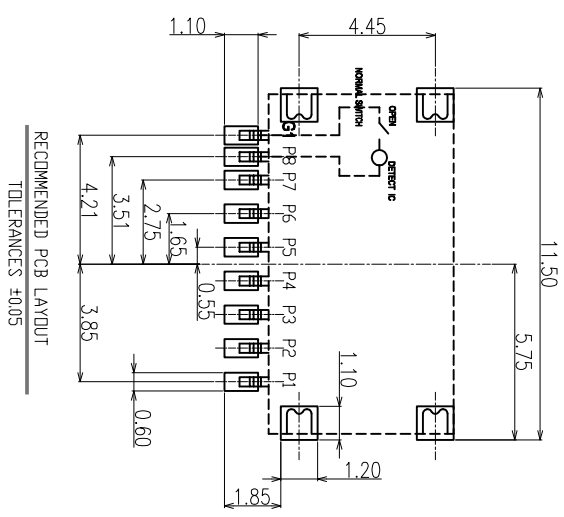 1.10
4.45
11.50
5.75
NORMAL SWITCH
OPEN
DETECT IC
G1
P8
P7
P6
P5
P4
P3
P2
P1
4.21
3.51
2.75
1.65
0.55
3.85
0.60
1.10
1.20
1.85
RECOMMENDED PCB LAYOUT
TOLERANCES ±0.05